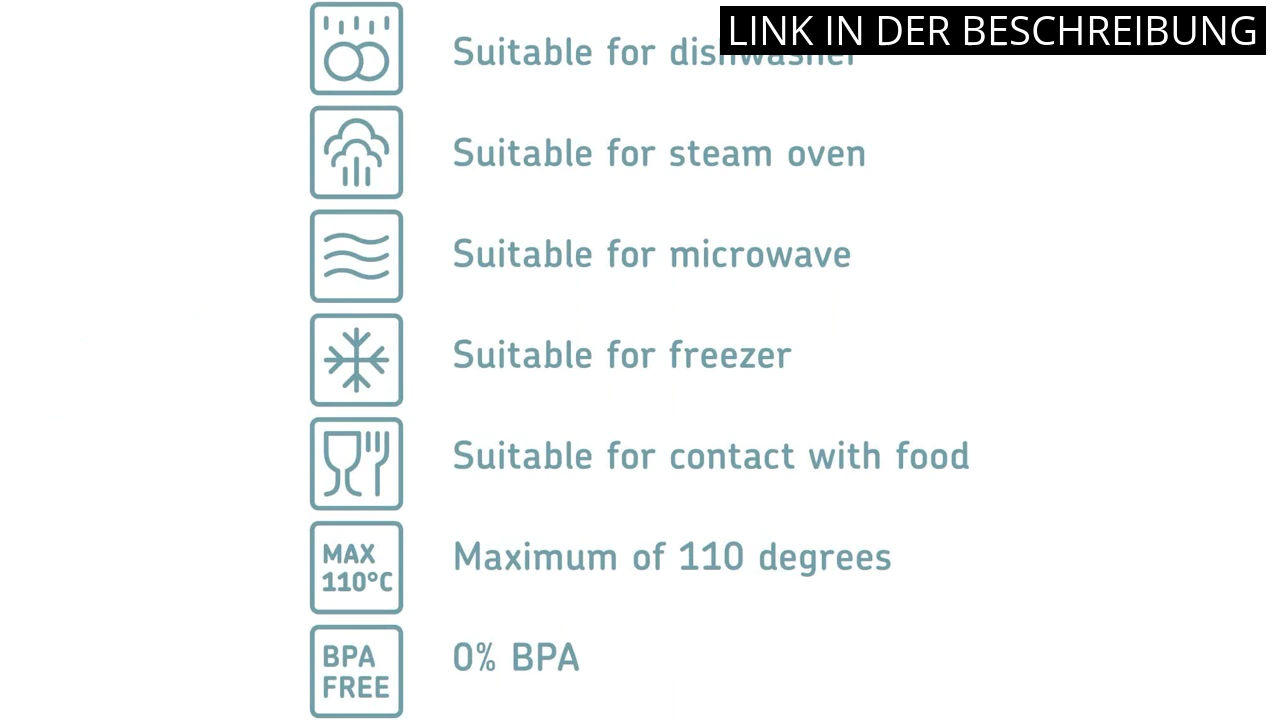 LINK IN DER BESCHREIBUNG
Suitable for dishwasher
Suitable for steam oven
Suitable for microwave
Suitable for freezer
Suitable for contact with food
MAX
110°C
Maximum of 110 degrees
BPA
FREE
0% BPA